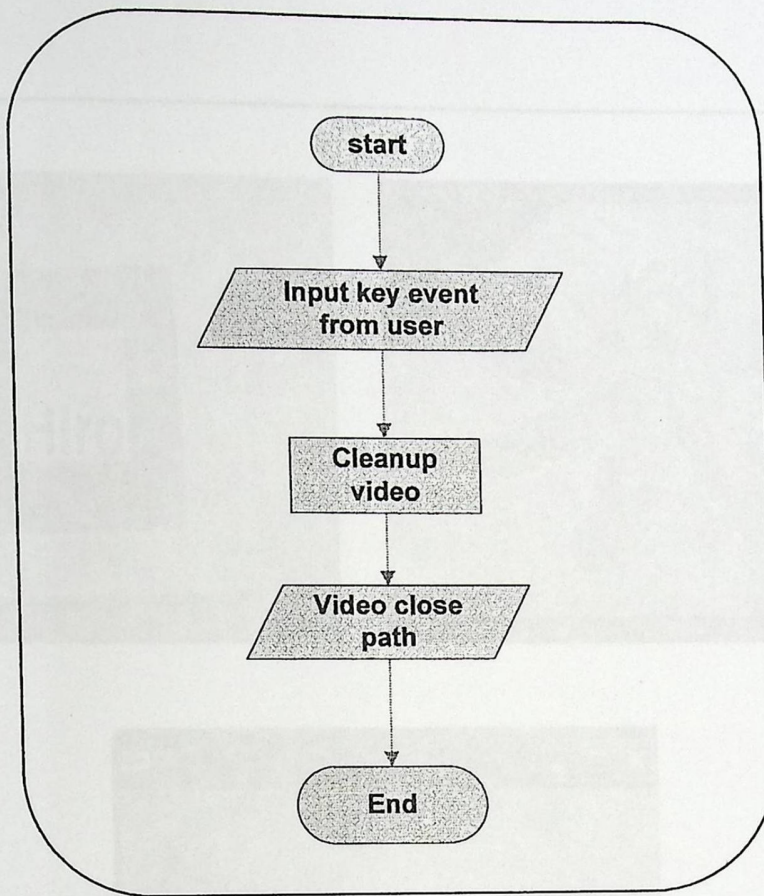 start
Input key event
from user
Cleanup
video
Video close
path
End